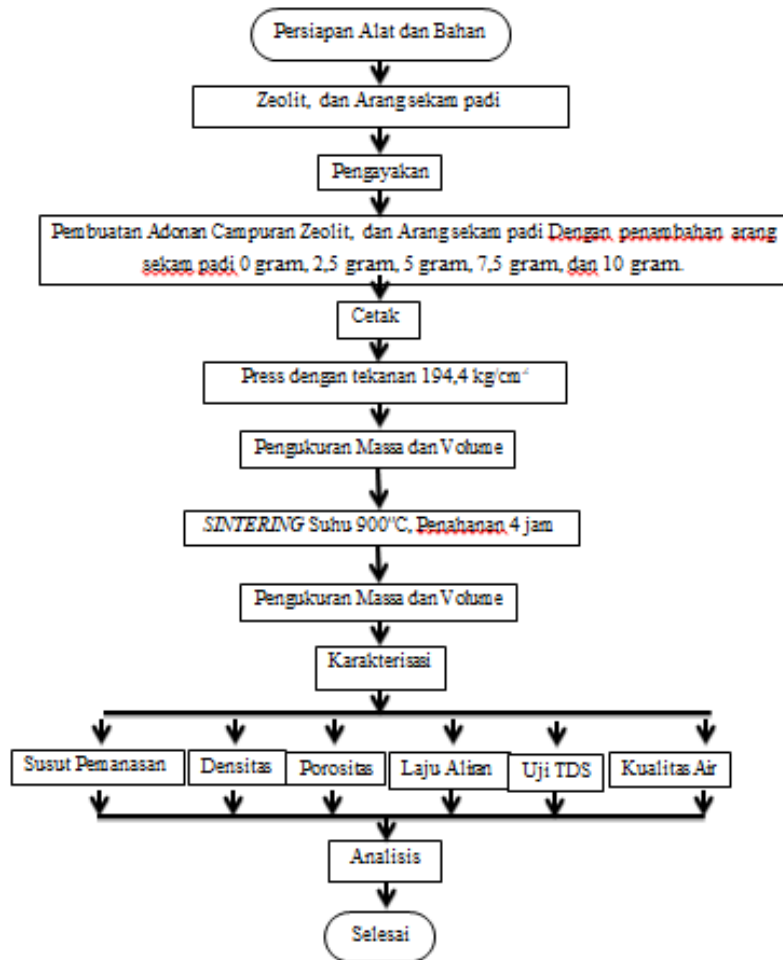 Persiapan Alat dan Bahan
Zeolit, dan Arang sekam padi
Pengayakan
Pembuatan Adonan Campuran Zeolit, dan Arang sekam padi Dengan penambahan arang
sekam padi 0 gram, 2,5 gram, 5 gram, 7,5 gram, dan 10 gram.
Cetak
Press dengan tekanan 194,4 kg/cm²
Pengukuran Massa dan Volume
SINTERING Suhu 900°C, Penahanan 4 jam
Pengukuran Massa dan Volume
Karakterisasi
Susut Pemanasan Densitas Porositas Laju Aliran Uji TDS Kualitas Air
Analisis
Selesai